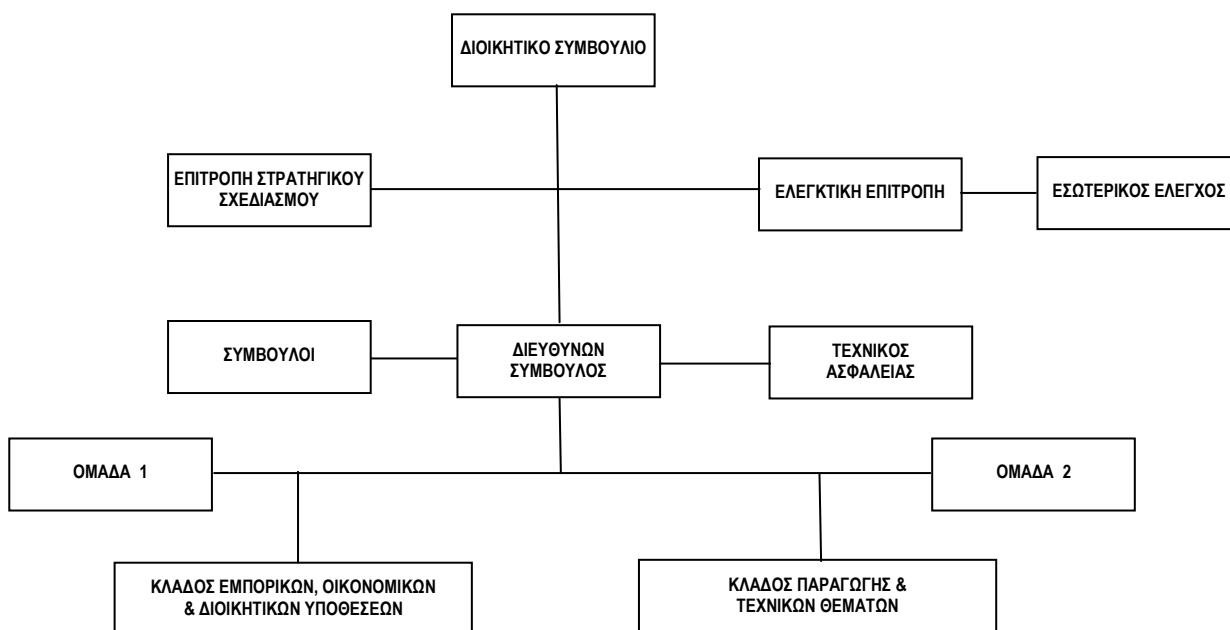 ΔΙΟΙΚΗΤΙΚΟ ΣΥΜΒΟΥΛΙΟ
ΕΠΙΤΡΟΠΗ ΣΤΡΑΤΗΓΙΚΟΥ
ΣΧΕΔΙΑΣΜΟΥ
ΕΛΕΓΚΤΙΚΗ ΕΠΙΤΡΟΠΗ
ΕΣΩΤΕΡΙΚΟΣ ΕΛΕΓΧΟΣ
ΣΥΜΒΟΥΛΟΙ
ΔΙΕΥΘΥΝΩΝ
ΣΥΜΒΟΥΛΟΣ
ΤΕΧΝΙΚΟΣ
ΑΣΦΑΛΕΙΑΣ
ΟΜΑΔΑ 1
ΟΜΑΔΑ 2
ΚΛΑΔΟΣ ΕΜΠΟΡΙΚΩΝ, ΟΙΚΟΝΟΜΙΚΩΝ
& ΔΙΟΙΚΗΤΙΚΩΝ ΥΠΟΘΕΣΕΩΝ
ΚΛΑΔΟΣ ΠΑΡΑΓΩΓΗΣ &
ΤΕΧΝΙΚΩΝ ΘΕΜΑΤΩΝ